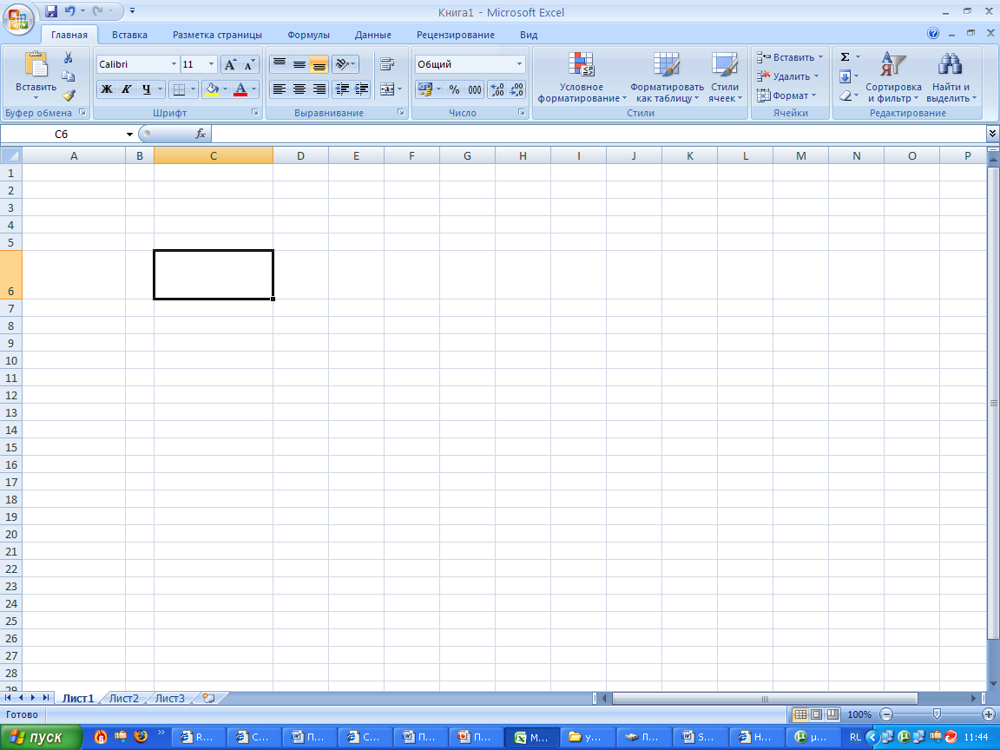 Книга1 - Microsoft Excel
Главная Вставка Разметка страницы Формулы Данные Рецензирование Вид
Calibri 11 Общий
Вставить
Ж К Ч % 000
Условное форматирование
Форматировать как таблицу
Стили ячеек
Вставить
Удалить
Формат
Σ
Сортировка и фильтр
Найти и выделить
Буфер обмена Шрифт Выравнивание Число Стили Ячейки Редактирование
C6 fx
A B C D E F G H I J K L M N O P
1
2
3
4
5
6
7
8
9
10
11
12
13
14
15
16
17
18
19
20
21
22
23
24
25
26
27
28
29
Лист1 Лист2 Лист3
Готово 100%
пуск R... С... П... С... П... П... М... у... Л... S... Н... μ... RL 11:44